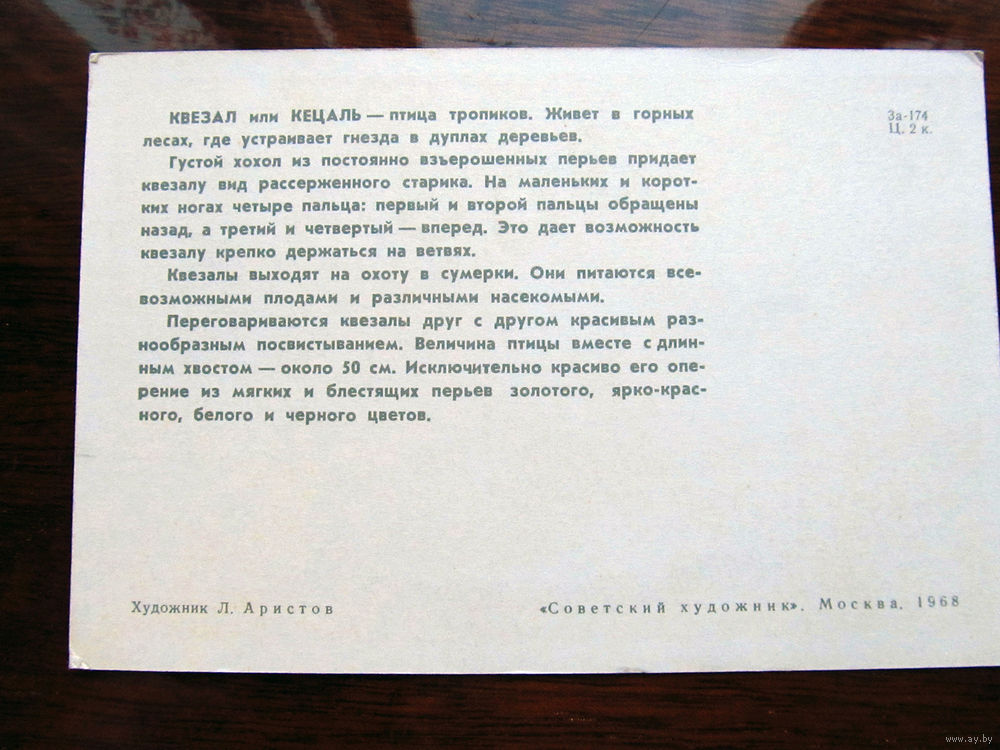 КВЕЗАЛ или КЕЦАЛЬ — птица тропиков. Живет в горных
лесах, где устраивает гнезда в дуплах деревьев.
Густой хохол из постоянно взъерошенных перьев придает
квезалу вид рассерженного старика. На маленьких и корот-
ких ногах четыре пальца: первый и второй пальцы обращены
назад, а третий и четвертый — вперед. Это дает возможность
квезалу крепко держаться на ветвях.
Квезалы выходят на охоту в сумерки. Они питаются все-
возможными плодами и различными насекомыми.
Переговариваются квезалы друг с другом красивым раз-
нообразным посвистыванием. Величина птицы вместе с длин-
ным хвостом — около 50 см. Исключительно красиво его опе-
рение из мягких и блестящих перьев золотого, ярко-крас-
ного, белого и черного цветов.
За-174
Ц. 2 к.
Художник Л. Аристов
«Советский художник». Москва. 1968
www.ay.by